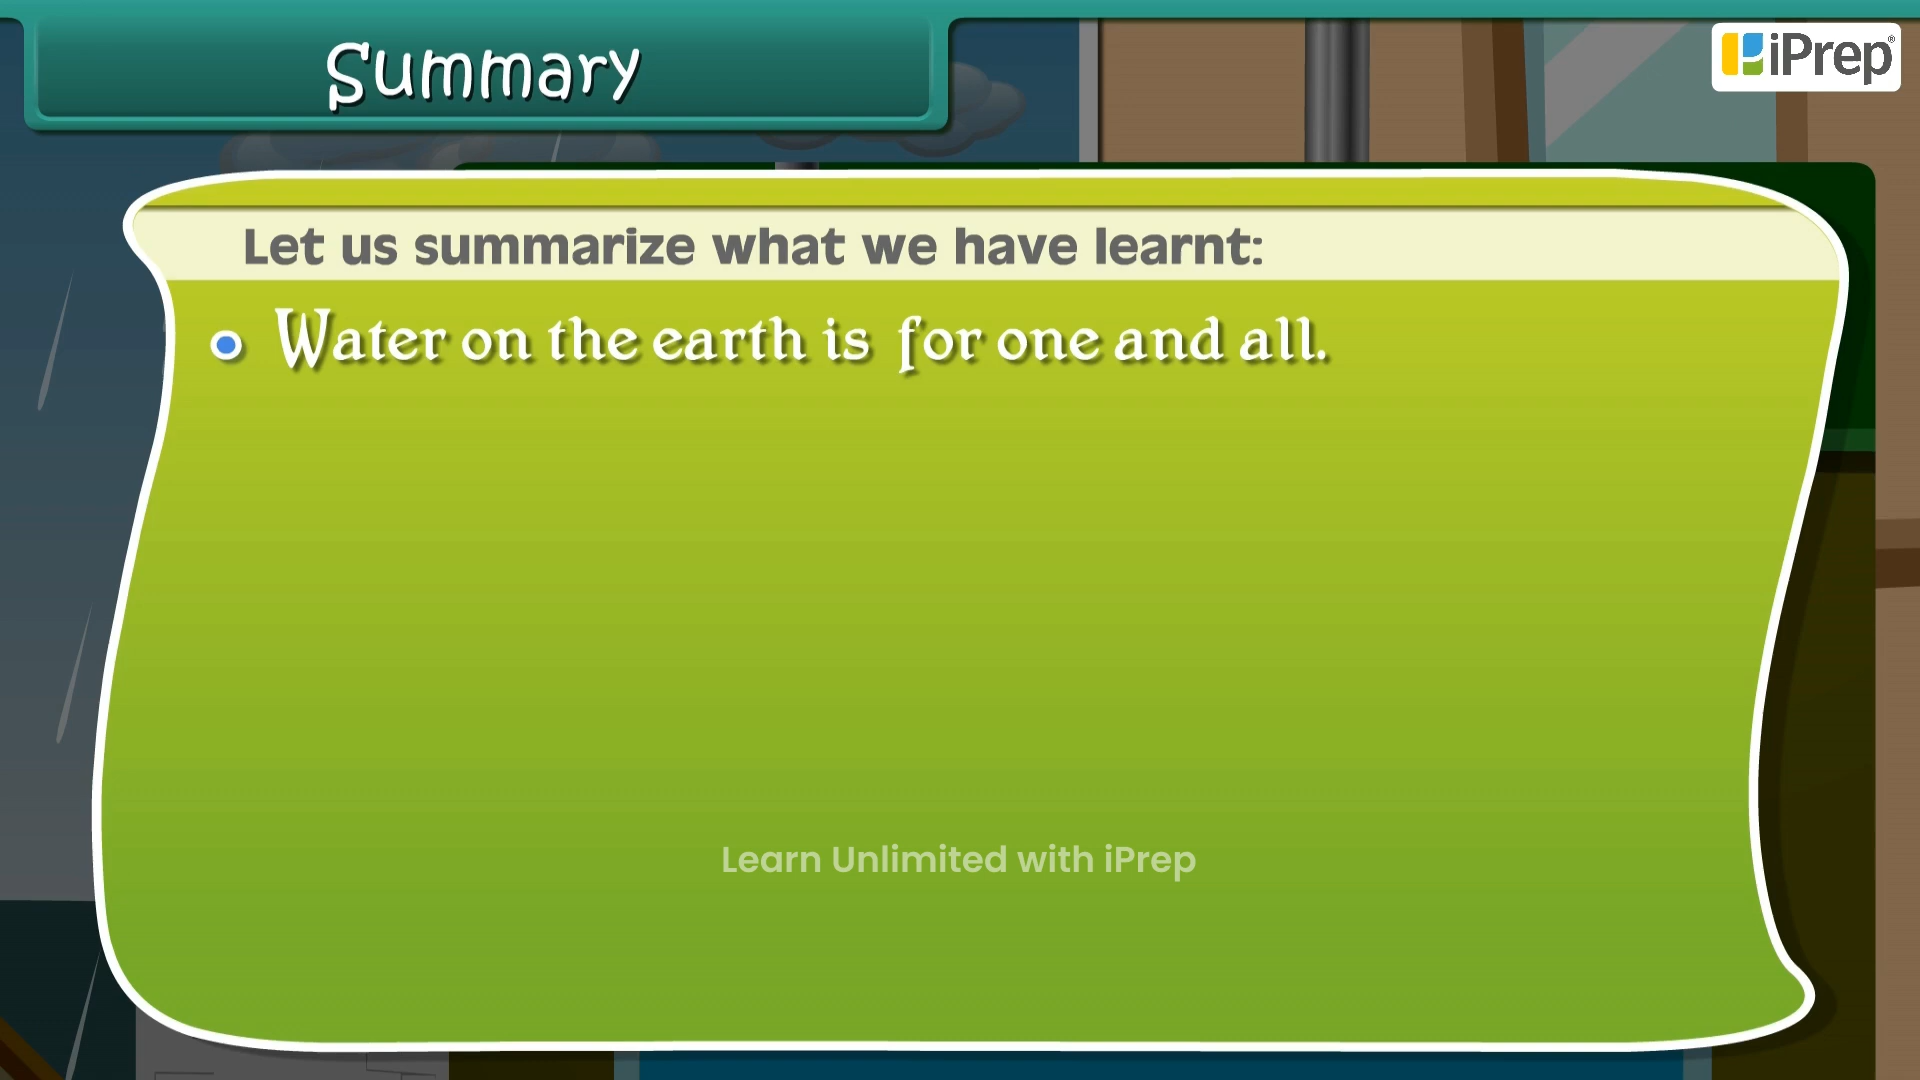 Summary
iPrep®
Let us summarize what we have learnt:
Water on the earth is for one and all.
Learn Unlimited with iPrep